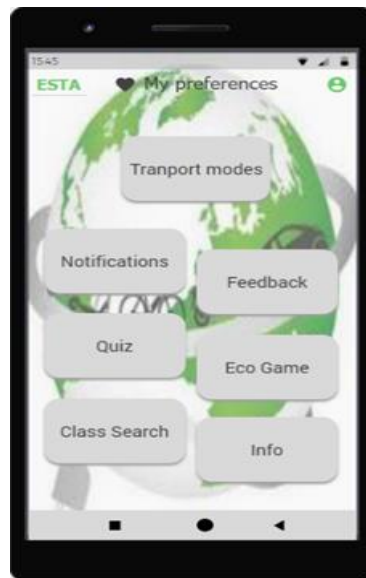 15:45
ESTA My preferences
Tranport modes
Notifications
Feedback
Quiz
Eco Game
Class Search
Info